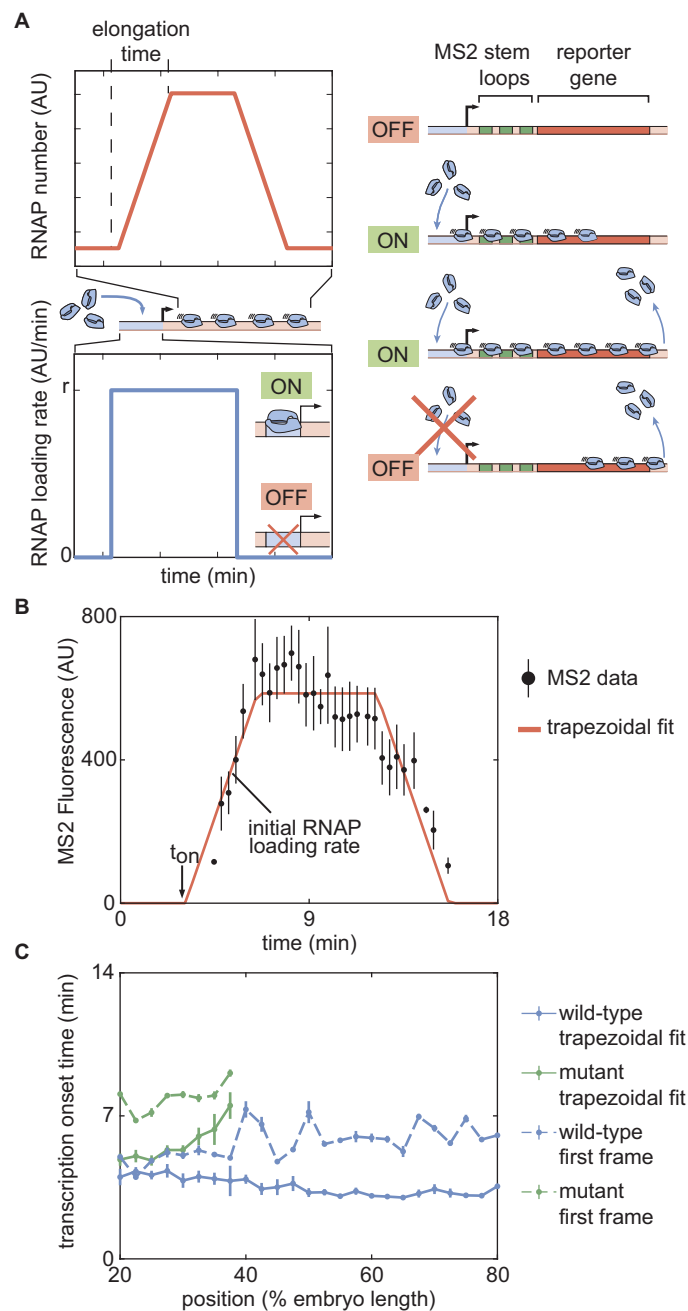 A
elongation
time
RNAP number (AU)
MS2 stem
loops
reporter
gene
OFF
ON
ON
OFF
RNAP loading rate (AU/min)
r
0
ON
OFF
time (min)
B
MS2 Fluorescence (AU)
800
400
0
t_on
initial RNAP
loading rate
0
9
18
time (min)
MS2 data
trapezoidal fit
C
transcription onset time (min)
14
7
0
20
40
60
80
position (% embryo length)
wild-type
trapezoidal fit
mutant
trapezoidal fit
wild-type
first frame
mutant
first frame